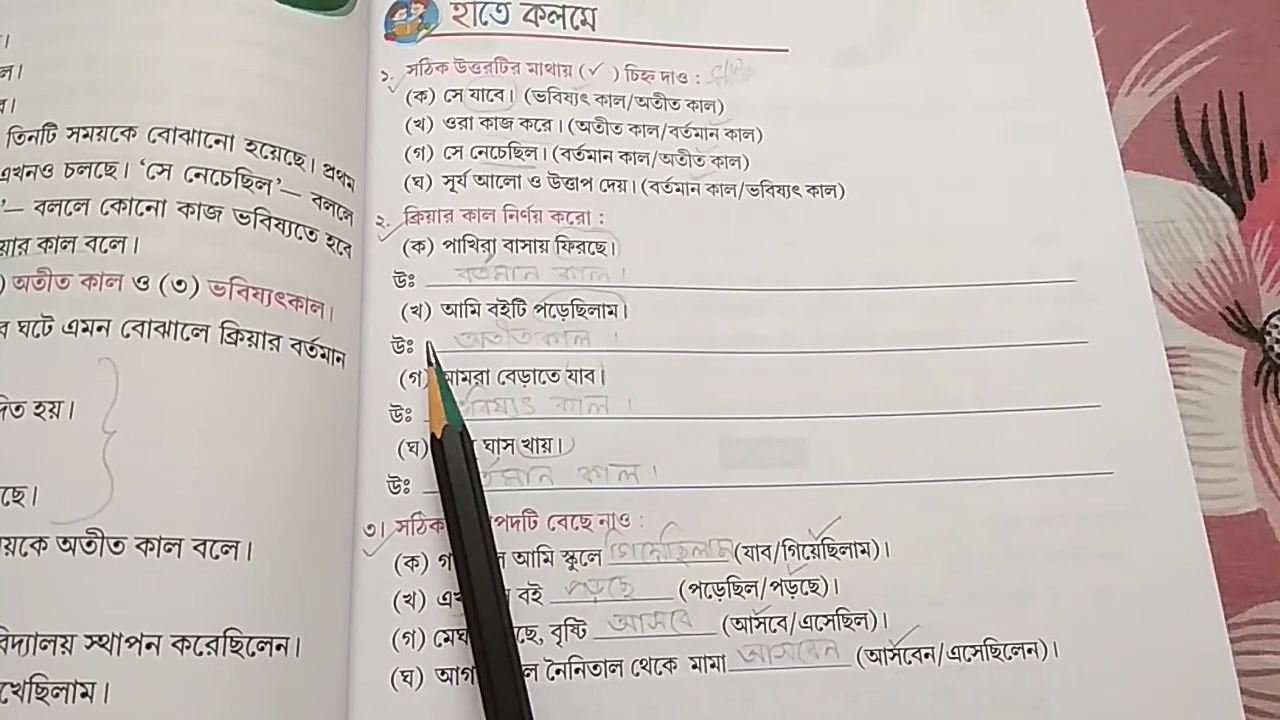 ।
ন।
ব।
তিনটি সময়কে বোঝানো হয়েছে। প্রথম
এখনও চলছে। ‘সে নেচেছিল’— বললে
’— বললে কোনো কাজ ভবিষ্যতে হবে
য়ার কাল বলে।
) অতীত কাল ও (৩) ভবিষ্যৎকাল।
ব ঘটে এমন বোঝালে ক্রিয়ার বর্তমান
দিত হয়।
ছে।
য়কে অতীত কাল বলে।
বিদ্যালয় স্থাপন করেছিলেন।
খেছিলাম।
হাতে কলমে
১. সঠিক উত্তরটির মাথায় (✓) চিহ্ন দাও :
(ক) সে যাবে। (ভবিষ্যৎ কাল/অতীত কাল)
(খ) ওরা কাজ করে। (অতীত কাল/বর্তমান কাল)
(গ) সে নেচেছিল। (বর্তমান কাল/অতীত কাল)
(ঘ) সূর্য আলো ও উত্তাপ দেয়। (বর্তমান কাল/ভবিষ্যৎ কাল)
২. ক্রিয়ার কাল নির্ণয় করো :
(ক) পাখিরা বাসায় ফিরছে।
উঃ বর্তমান কাল।
(খ) আমি বইটি পড়েছিলাম।
উঃ অতীত কাল।
(গ) আমরা বেড়াতে যাব।
উঃ ভবিষ্যৎ কাল।
(ঘ) ঘাস খায়।
উঃ বর্তমান কাল।
৩। সঠিক পদটি বেছে নাও :
(ক) আমি স্কুলে গিয়েছিলাম (যাব/গিয়েছিলাম)।
(খ) বই পড়ছে (পড়েছিল/পড়ছে)।
(গ) বৃষ্টি আসবে (আসবে/এসেছিল)।
(ঘ) নৈনিতাল থেকে মামা আসবেন (আসবেন/এসেছিলেন)।